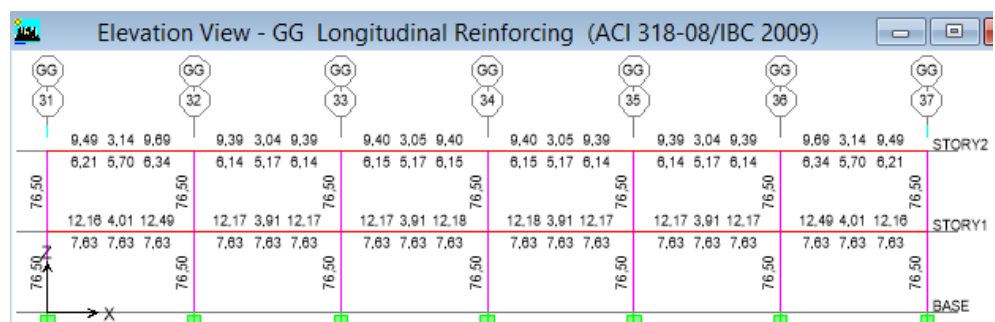 Elevation View - GG Longitudinal Reinforcing (ACI 318-08/IBC 2009)
GG GG GG GG GG GG GG
31 32 33 34 35 36 37
9,49 3,14 9,69 9,39 3,04 9,39 9,40 3,05 9,40 9,40 3,05 9,39 9,39 3,04 9,39 9,69 3,14 9,49 STORY2
6,21 5,70 6,34 6,14 5,17 6,14 6,15 5,17 6,15 6,15 5,17 6,14 6,14 5,17 6,14 6,34 5,70 6,21
76,50 76,50 76,50 76,50 76,50 76,50 76,50
12,16 4,01 12,49 12,17 3,91 12,17 12,17 3,91 12,18 12,18 3,91 12,17 12,17 3,91 12,17 12,49 4,01 12,16 STORY1
7,63 7,63 7,63 7,63 7,63 7,63 7,63 7,63 7,63 7,63 7,63 7,63 7,63 7,63 7,63 7,63 7,63 7,63
76,50 76,50 76,50 76,50 76,50 76,50 76,50
Z
X BASE